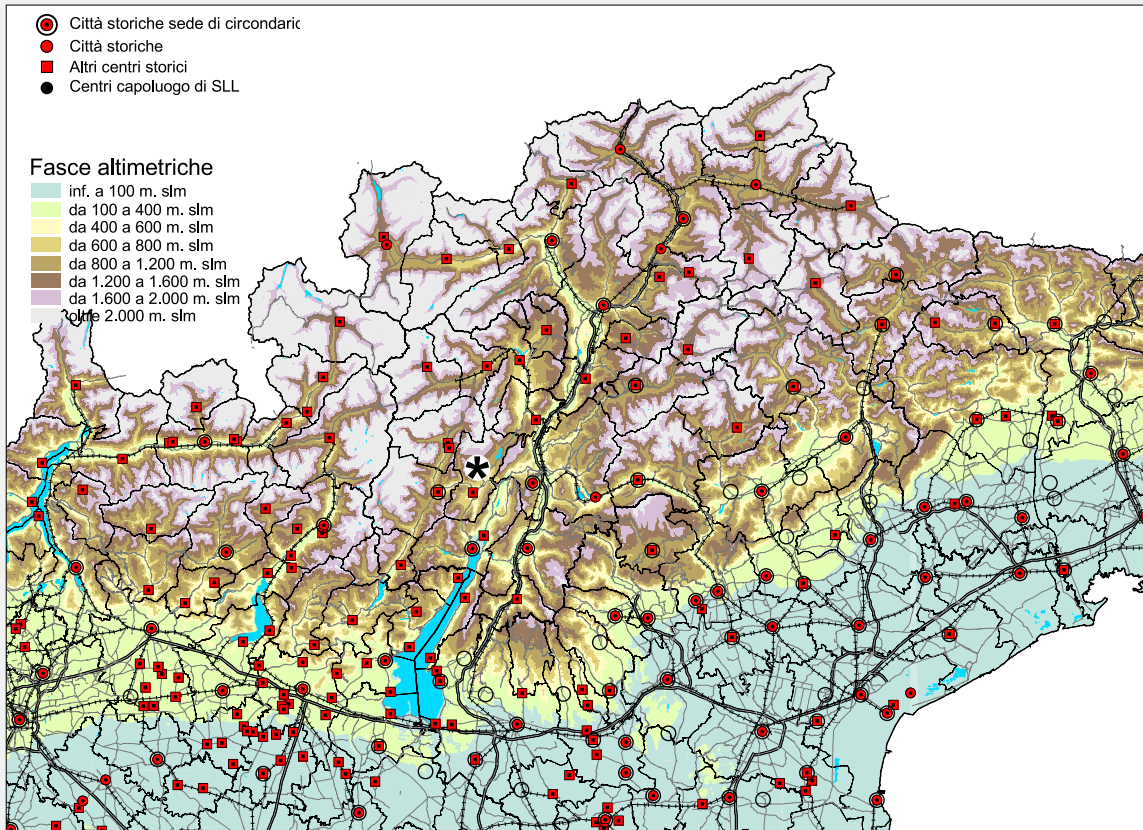 Città storiche sede di circondaric
Città storiche
Altri centri storici
Centri capoluogo di SLL
Fasce altimetriche
inf. a 100 m. slm
da 100 a 400 m. slm
da 400 a 600 m. slm
da 600 a 800 m. slm
da 800 a 1.200 m. slm
da 1.200 a 1.600 m. slm
da 1.600 a 2.000 m. slm
oltre 2.000 m. slm
*